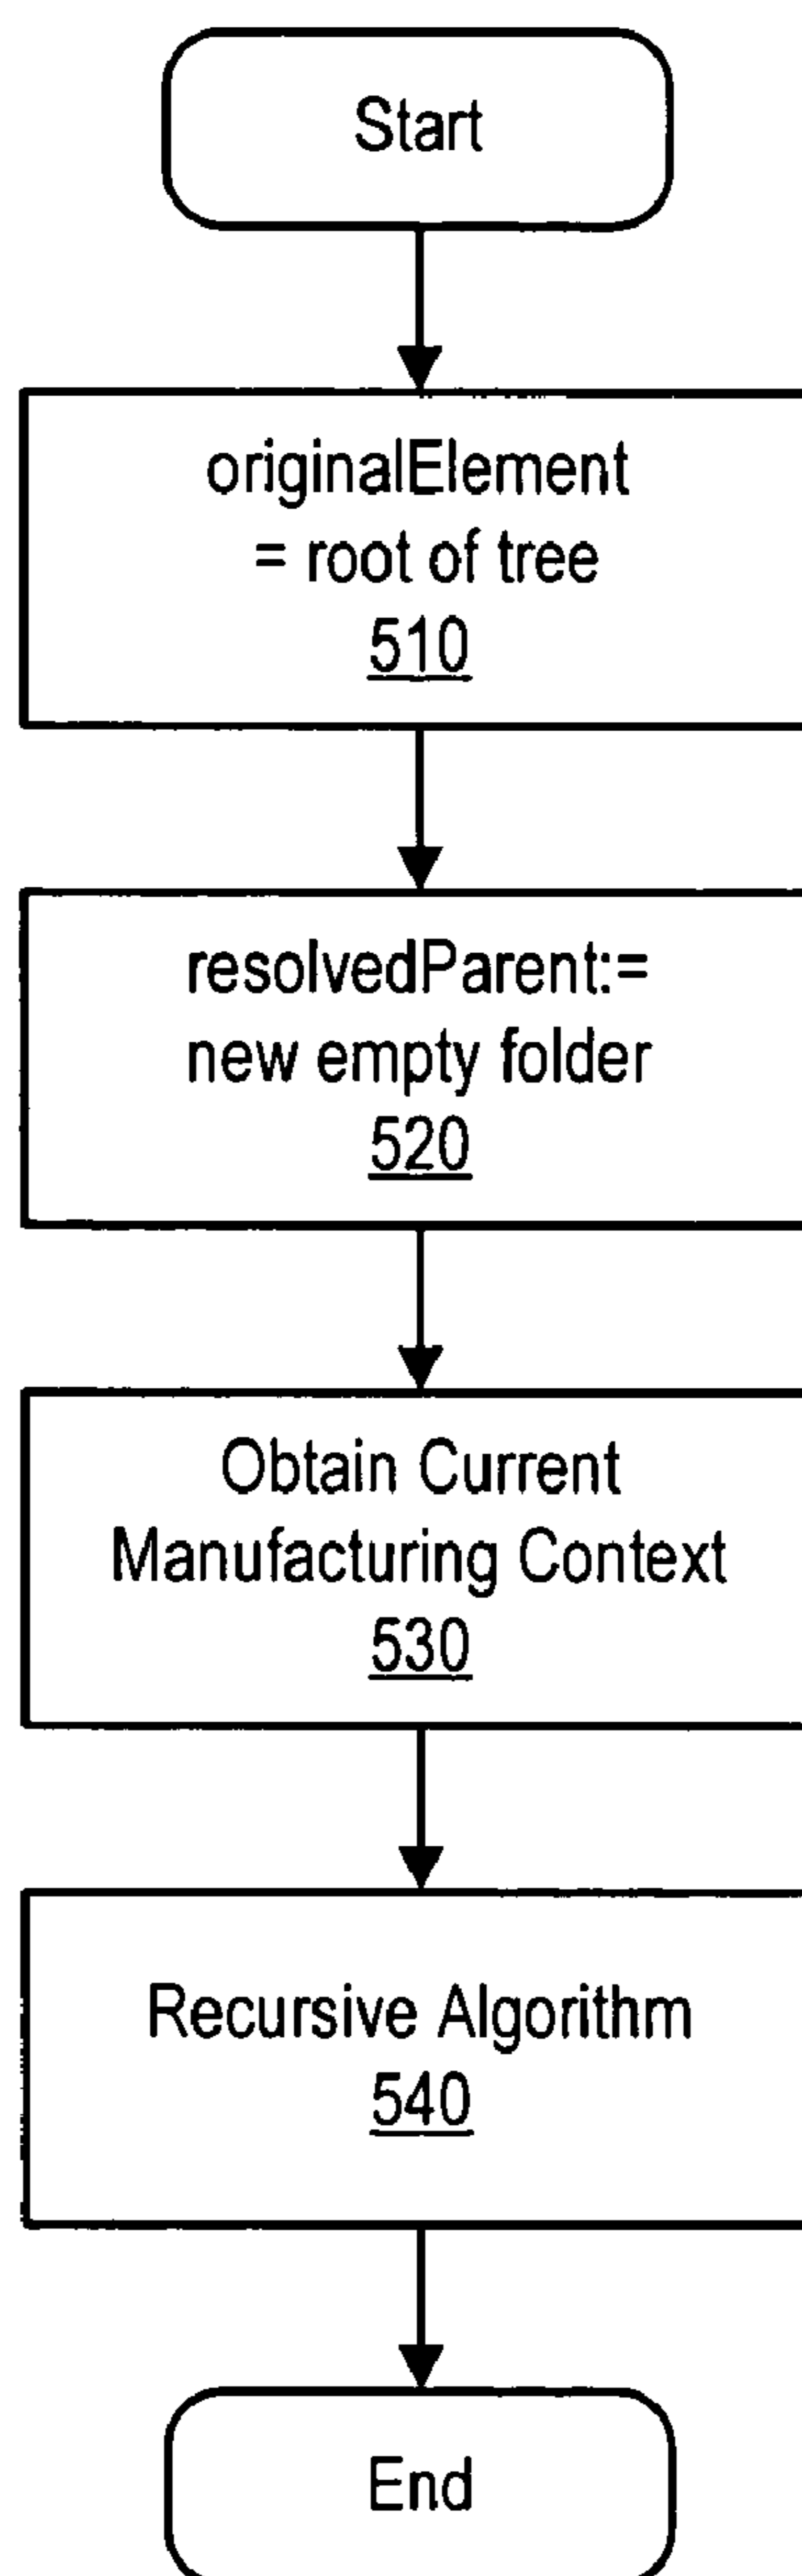 Start
originalElement
= root of tree
510
resolvedParent:=
new empty folder
520
Obtain Current
Manufacturing Context
530
Recursive Algorithm
540
End